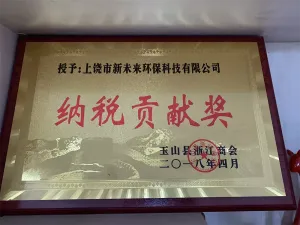 授予:上饶市新未来环保科技有限公司
纳税贡献奖
玉山县浙江商会
二〇一八年四月